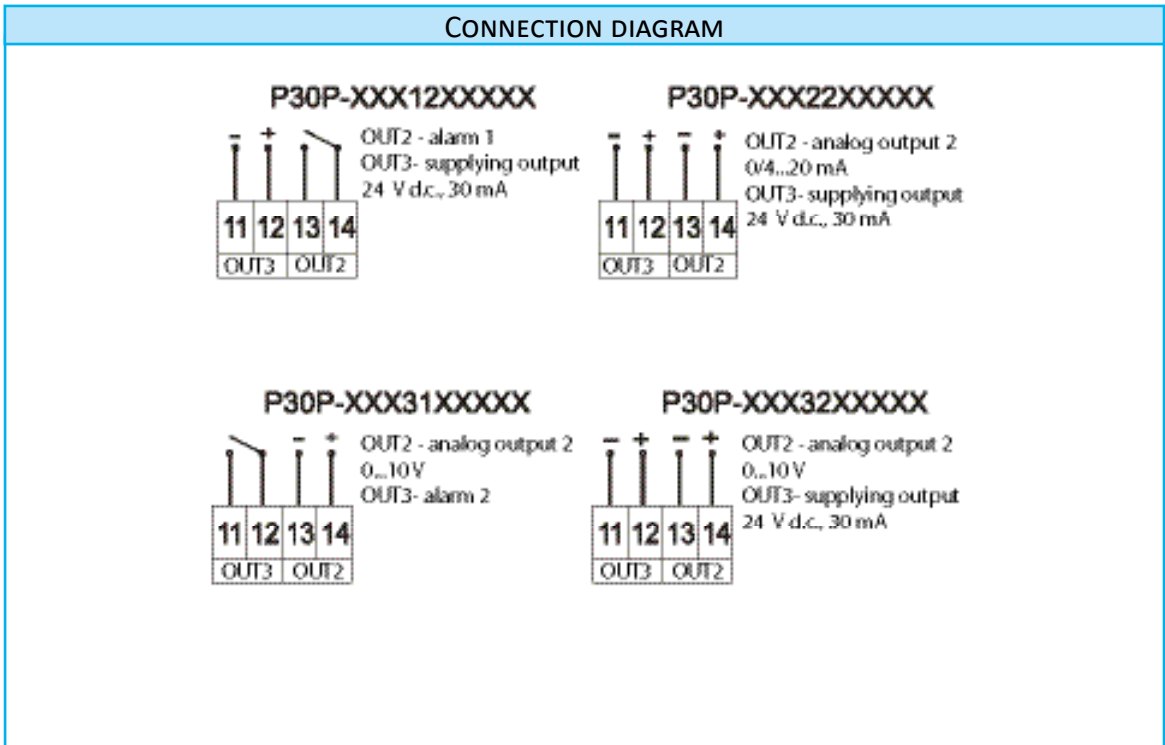 CONNECTION DIAGRAM
P30P-XXX12XXXXX
- +
OUT2 - alarm 1
OUT3- supplying output
24 V d.c., 30 mA
11 12 13 14
OUT3 OUT2
P30P-XXX22XXXXX
- + - +
OUT2 - analog output 2
0/4...20 mA
OUT3- supplying output
24 V d.c., 30 mA
11 12 13 14
OUT3 OUT2
P30P-XXX31XXXXX
- +
OUT2 - analog output 2
0...10 V
OUT3- alarm 2
11 12 13 14
OUT3 OUT2
P30P-XXX32XXXXX
- + - +
OUT2 - analog output 2
0...10 V
OUT3- supplying output
24 V d.c., 30 mA
11 12 13 14
OUT3 OUT2